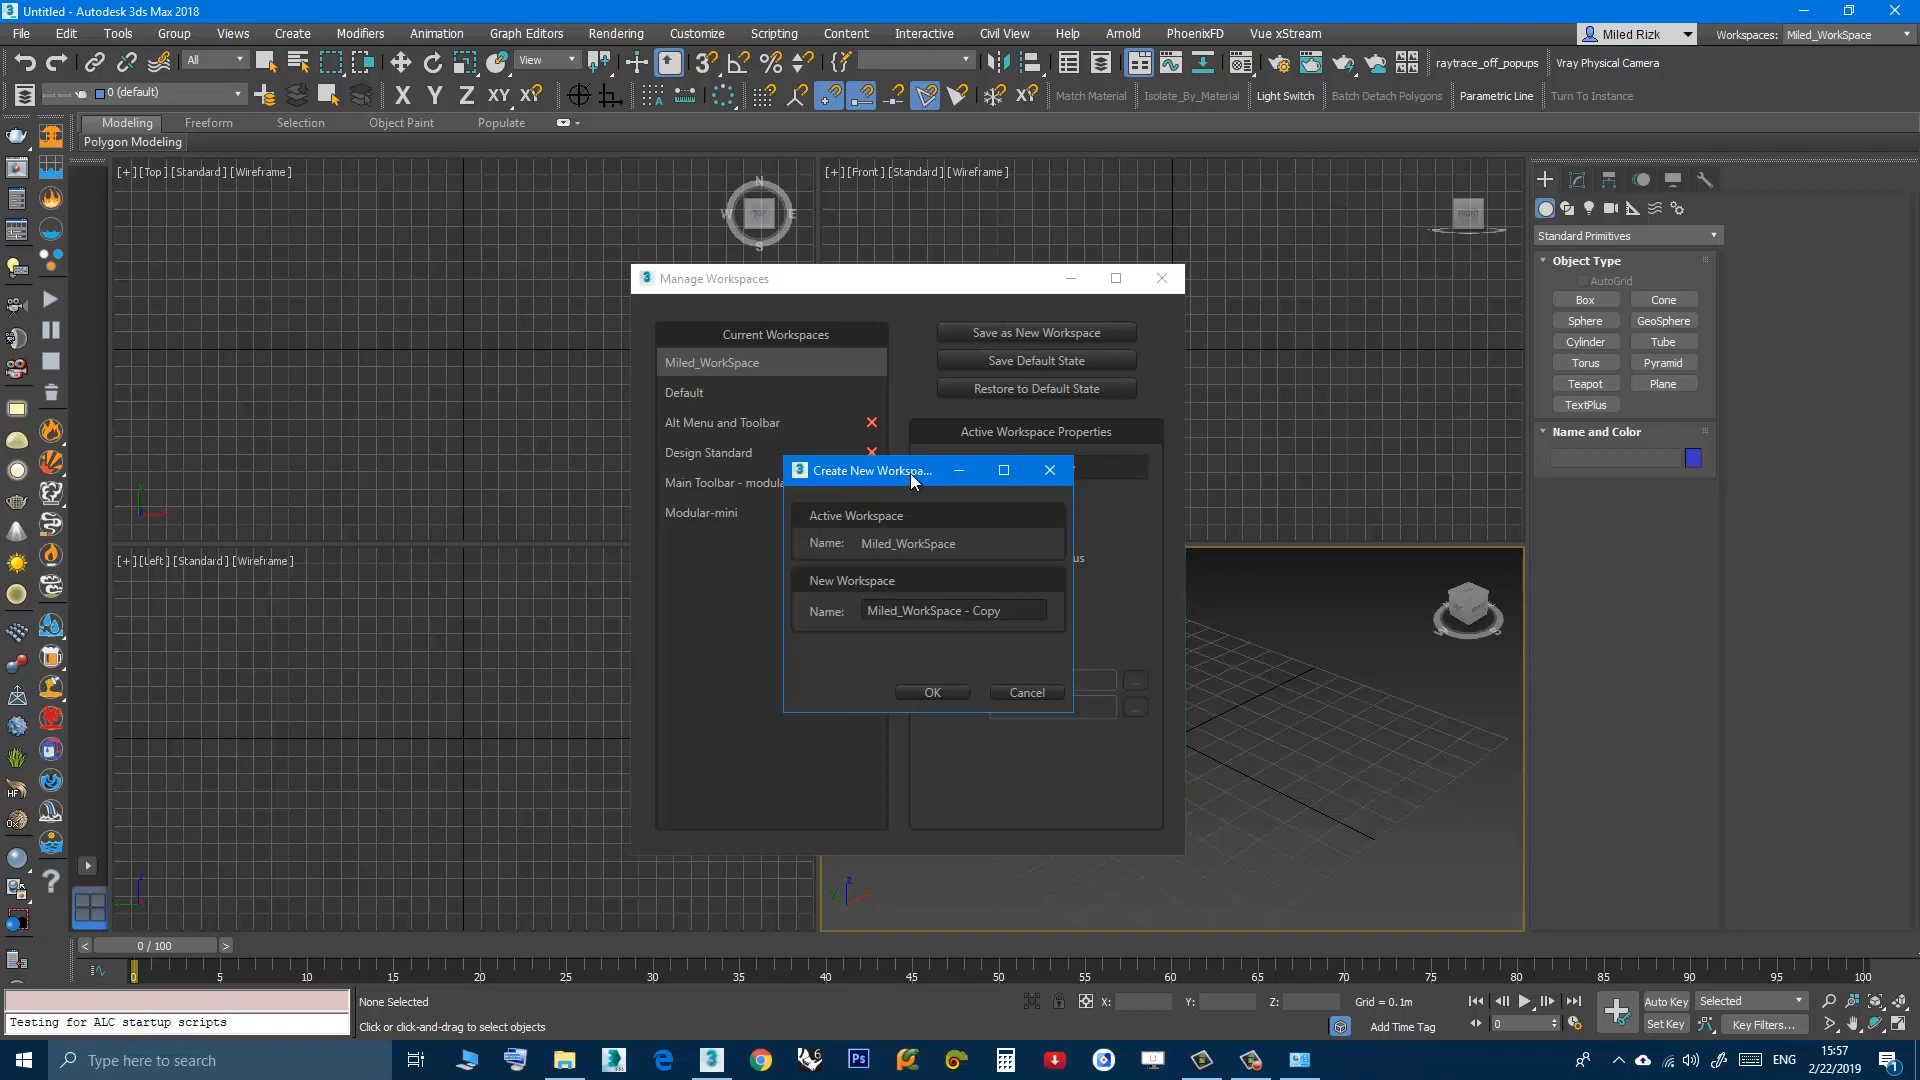 Untitled - Autodesk 3ds Max 2018
File Edit Tools Group Views Create Modifiers Animation Graph Editors Rendering Customize Scripting Content Interactive Civil View Help Arnold PhoenixFD Vue xStream Miled Rizk Workspaces: Miled_WorkSpace
All View raytrace_off_popups Vray Physical Camera
0 (default) X Y Z XY XY Match Material Isolate_By_Material Light Switch Batch Detach Polygons Parametric Line Turn To Instance
Modeling Freeform Selection Object Paint Populate
Polygon Modeling
[+] [Top] [Standard] [Wireframe]
[+] [Front] [Standard] [Wireframe]
N
W TOP E
S
FRONT
Standard Primitives
Object Type
AutoGrid
Box Cone
Sphere GeoSphere
Cylinder Tube
Torus Pyramid
Teapot Plane
TextPlus
Name and Color
Manage Workspaces
Current Workspaces
Miled_WorkSpace
Default
Alt Menu and Toolbar
Design Standard
Main Toolbar - modula
Modular-mini
Save as New Workspace
Save Default State
Restore to Default State
Active Workspace Properties
us
...
...
Create New Workspa...
Active Workspace
Name: Miled_WorkSpace
New Workspace
Name: Miled_WorkSpace - Copy
OK Cancel
[+] [Left] [Standard] [Wireframe]
HF
y
z
z
y x
< 0 / 100 >
0 5 10 15 20 25 30 35 40 45 50 55 60 65 70 75 80 85 90 95 100
None Selected X: Y: Z: Grid = 0.1m Auto Key Selected
Testing for ALC startup scripts
Click or click-and-drag to select objects Add Time Tag 0 Set Key Key Filters...
Type here to search
Ps
ENG
15:57
2/22/2019
1